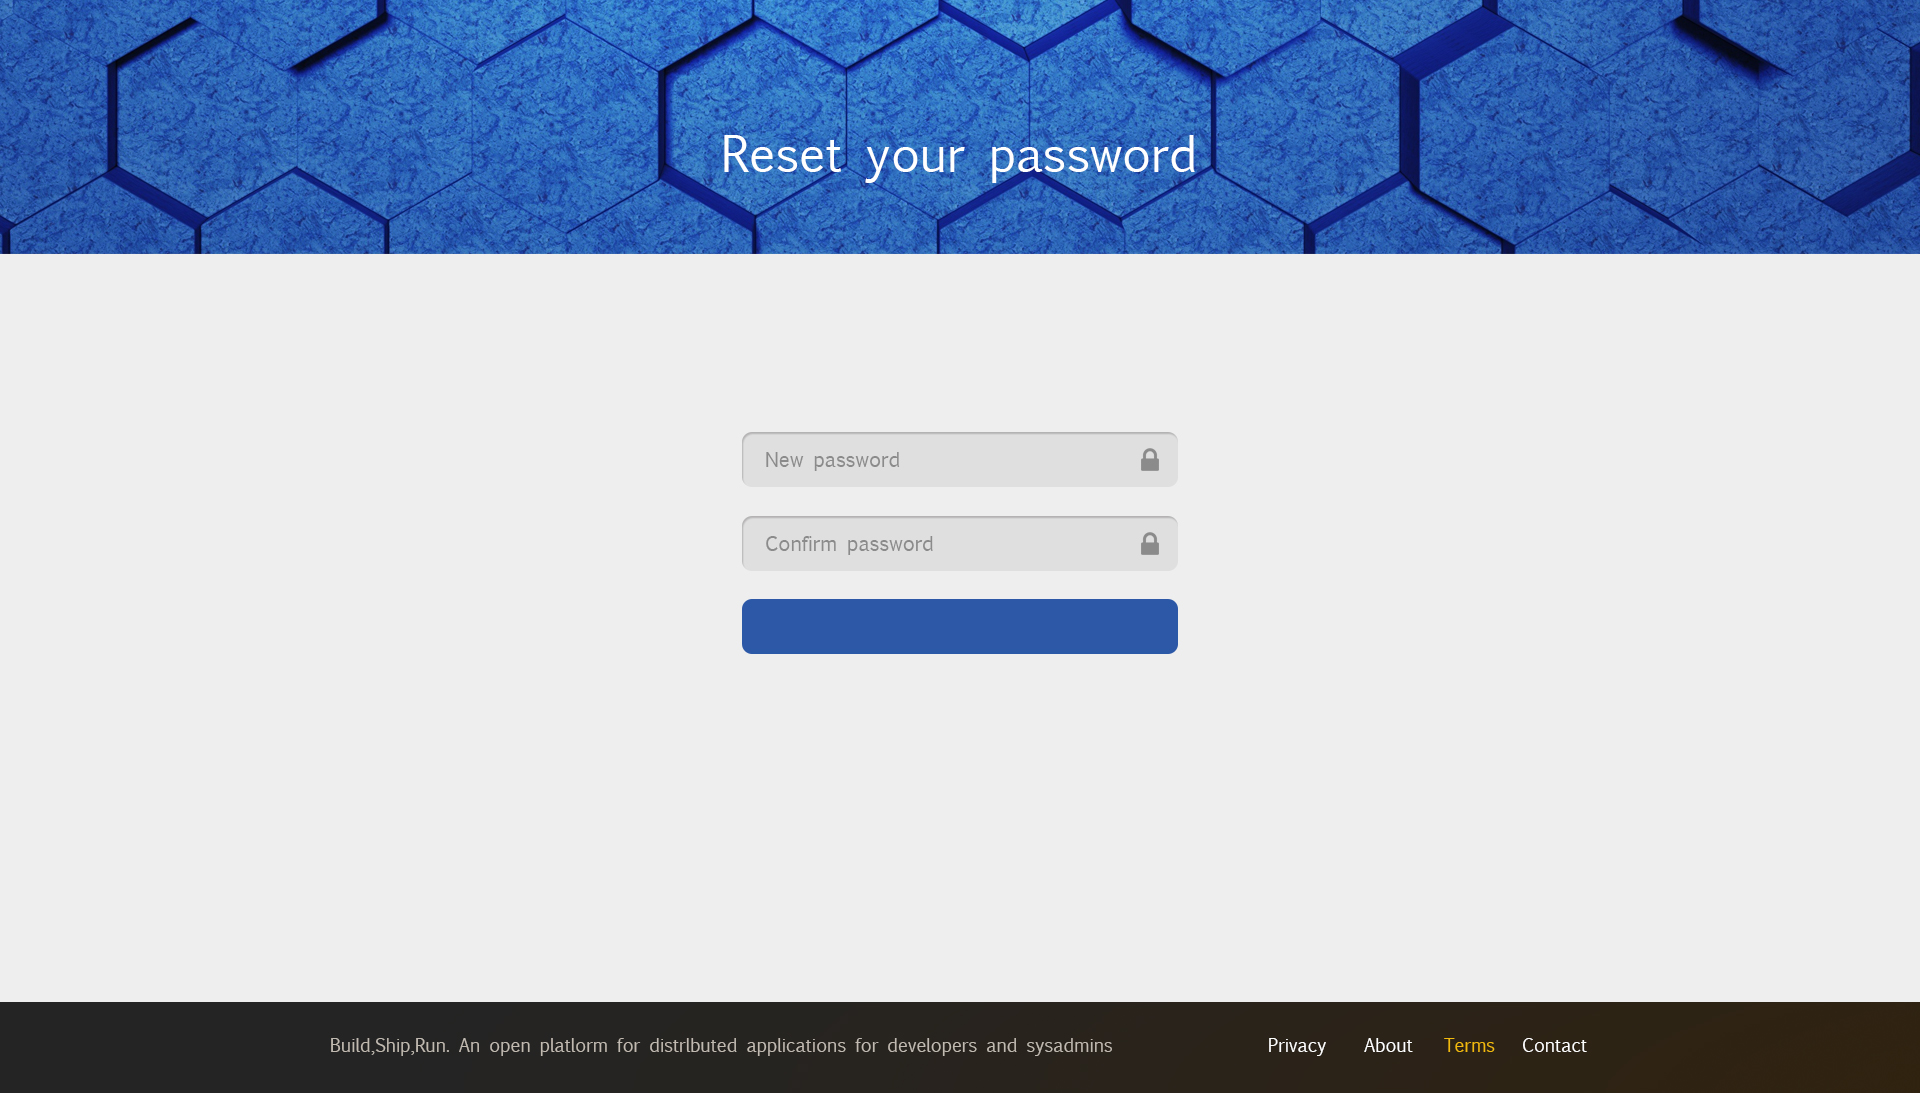 Reset your password
New password
Confirm password
Build,Ship,Run. An open platlorm for distrlbuted applications for developers and sysadmins
Privacy About Terms Contact